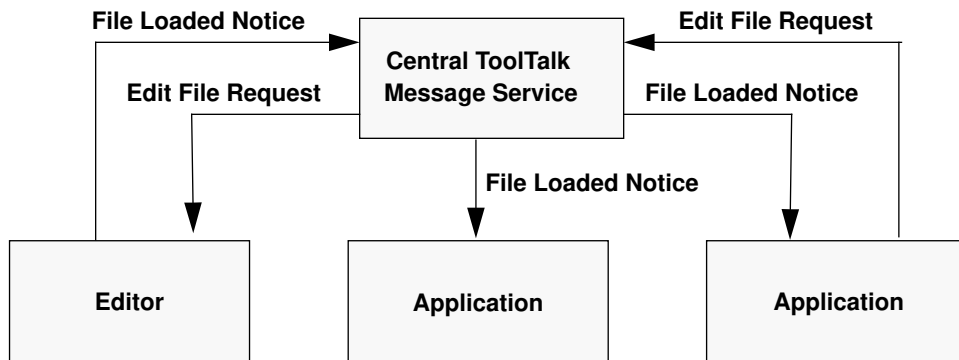 File Loaded Notice
Edit File Request
Central ToolTalk
Message Service
Edit File Request
File Loaded Notice
File Loaded Notice
Editor
Application
Application